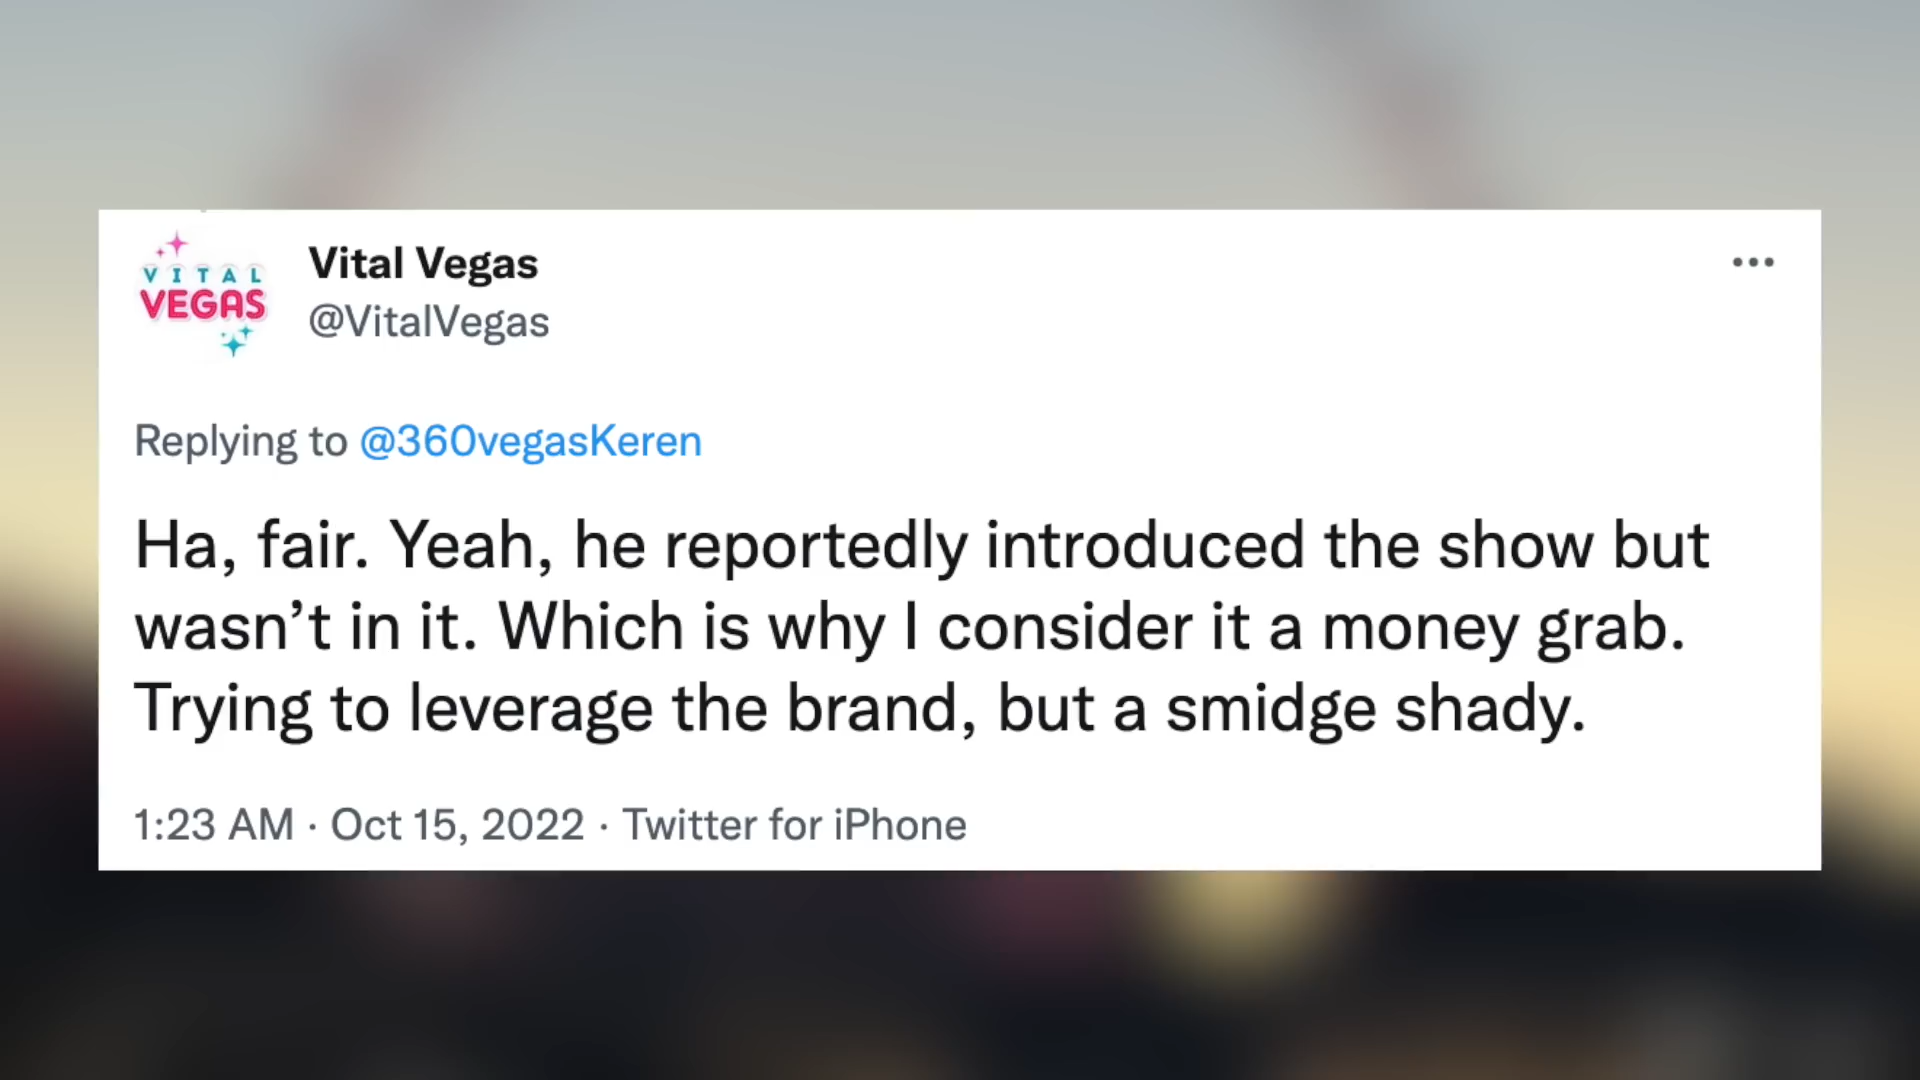 VITAL
VEGAS
Vital Vegas
@VitalVegas
Replying to @360vegasKeren
Ha, fair. Yeah, he reportedly introduced the show but
wasn’t in it. Which is why I consider it a money grab.
Trying to leverage the brand, but a smidge shady.
1:23 AM · Oct 15, 2022 · Twitter for iPhone